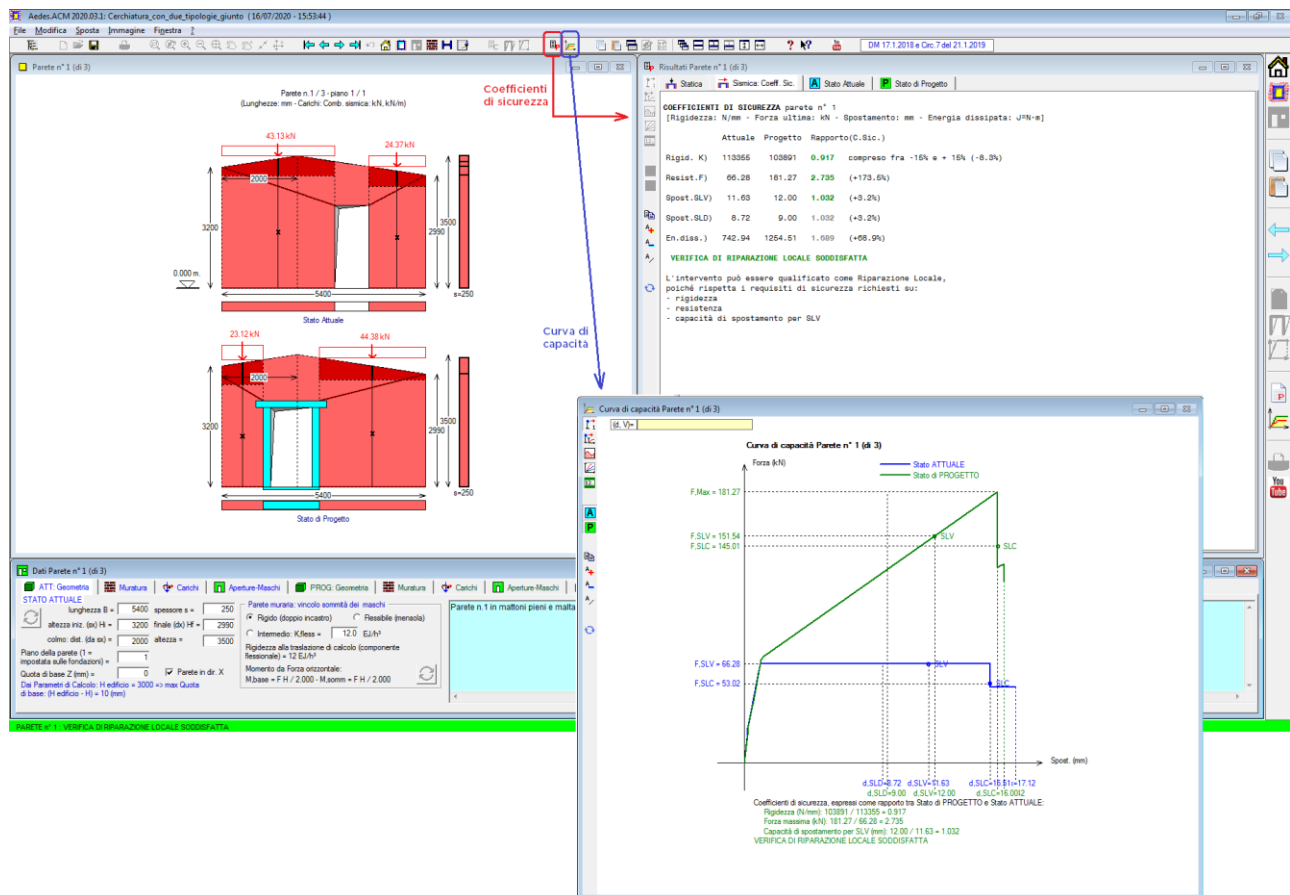 Aedes.ACM 2020.03.1: Cerchiatura_con_due_tipologie_giunto ( 16/07/2020 - 15:53:44 )
File Modifica Sposta Immagine Finestra ?
DM 17.1.2018 e Circ.7 del 21.1.2019
Parete n° 1 (di 3)
Parete n.1 / 3 - piano 1 / 1
(Lunghezze: mm - Carichi: Comb. sismica: kN, kN/m)
43.13 kN
24.37 kN
2000
3200
3500
2990
0.000 m.
5400
s=250
Stato Attuale
23.12 kN
44.38 kN
2000
3200
3500
2990
5400
s=250
Stato di Progetto
Coefficienti
di sicurezza
Curva di
capacità
Risultati Parete n° 1 (di 3)
Statica Sismica: Coeff. Sic. A Stato Attuale P Stato di Progetto
COEFFICIENTI DI SICUREZZA parete n° 1
[Rigidezza: N/mm - Forza ultima: kN - Spostamento: mm - Energia dissipata: J=N·m]
Attuale Progetto Rapporto(C.Sic.)
Rigid. K) 113355 103891 0.917 compreso fra -15% e + 15% (-8.3%)
Resist.F) 66.28 181.27 2.735 (+173.5%)
Spost.SLV) 11.63 12.00 1.032 (+3.2%)
Spost.SLD) 8.72 9.00 1.032 (+3.2%)
En.diss.) 742.94 1254.51 1.689 (+68.9%)
VERIFICA DI RIPARAZIONE LOCALE SODDISFATTA
L'intervento può essere qualificato come Riparazione Locale,
poiché rispetta i requisiti di sicurezza richiesti su:
- rigidezza
- resistenza
- capacità di spostamento per SLV
You
Tube
Dati Parete n° 1 (di 3)
ATT: Geometria Muratura Carichi Aperture-Maschi PROG: Geometria Muratura Carichi Aperture-Maschi
STATO ATTUALE
lunghezza B = 5400 spessore s = 250
altezza iniz. (sx) Hi = 3200 finale (dx) Hf = 2990
colmo: dist. (da sx) = 2000 altezza = 3500
Piano della parete (1 =
impostata sulle fondazioni) = 1
Quota di base Z (mm) = 0 Parete in dir. X
Dai Parametri di Calcolo: H edificio = 3000 => max Quota
di base: (H edificio - H) = 10 (mm)
Parete muraria: vincolo sommità dei maschi
Rigido (doppio incastro) Flessibile (mensola)
Intermedio: K,fless = 12.0 EJ/h³
Rigidezza alla traslazione di calcolo (componente
flessionale) = 12 EJ/h³
Momento da Forza orizzontale:
M,base = F H / 2.000 - M,somm = F H / 2.000
Parete n.1 in mattoni pieni e malta
PARETE n° 1 : VERIFICA DI RIPARAZIONE LOCALE SODDISFATTA
Curva di capacità Parete n° 1 (di 3)
(d, V)=
A
P
Curva di capacità Parete n° 1 (di 3)
Forza (kN)
Stato ATTUALE
Stato di PROGETTO
F,Max = 181.27
F,SLV = 151.54
SLV
F,SLC = 145.01
SLC
F,SLV = 66.28
SLV
F,SLC = 53.02
SLC
Spost. (mm)
d,SLD=8.72 d,SLV=11.63 d,SLC=16.51 =17.12
d,SLD=9.00 d,SLV=12.00 d,SLC=16.00
Coefficienti di sicurezza, espressi come rapporto tra Stato di PROGETTO e Stato ATTUALE:
Rigidezza (N/mm): 103891 / 113355 = 0.917
Forza massima (kN): 181.27 / 66.28 = 2.735
Capacità di spostamento per SLV (mm): 12.00 / 11.63 = 1.032
VERIFICA DI RIPARAZIONE LOCALE SODDISFATTA